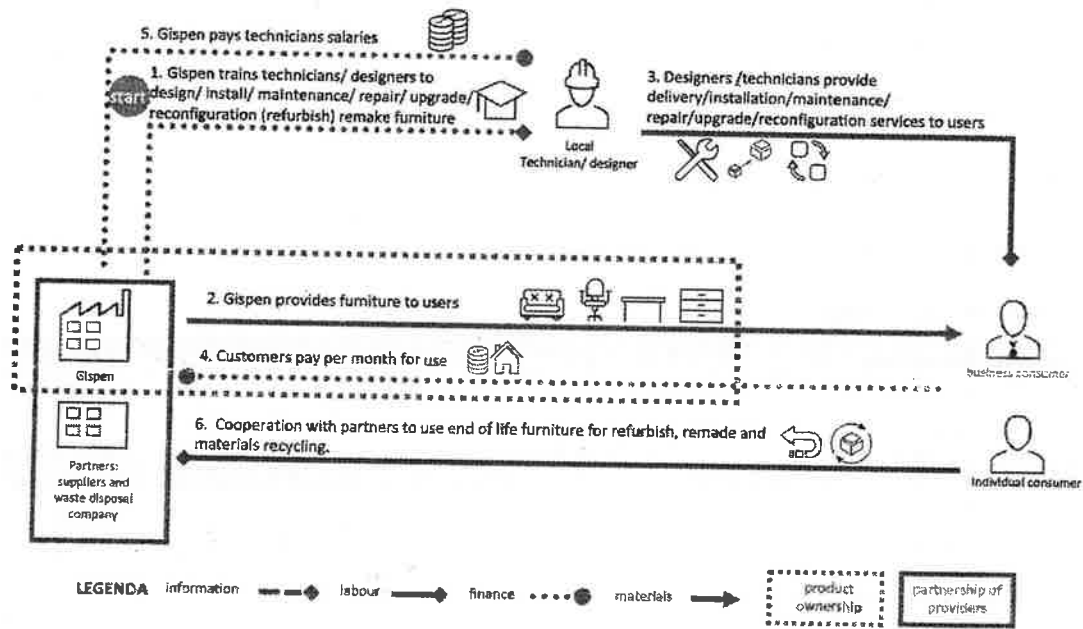 5. Gispen pays technicians salaries
start
1. Gispen trains technicians/ designers to
design/ install/ maintenance/ repair/ upgrade/
reconfiguration (refurbish) remake furniture
Local
Technician/ designer
3. Designers /technicians provide
delivery/installation/maintenance/
repair/upgrade/reconfiguration services to users
2. Gispen provides furniture to users
4. Customers pay per month for use
Gispen
business consumer
6. Cooperation with partners to use end of life furniture for refurbish, remade and
materials recycling.
Partners:
suppliers and
waste disposal
company
Individual consumer
LEGENDA information labour finance materials
product
ownership
partnership of
providers